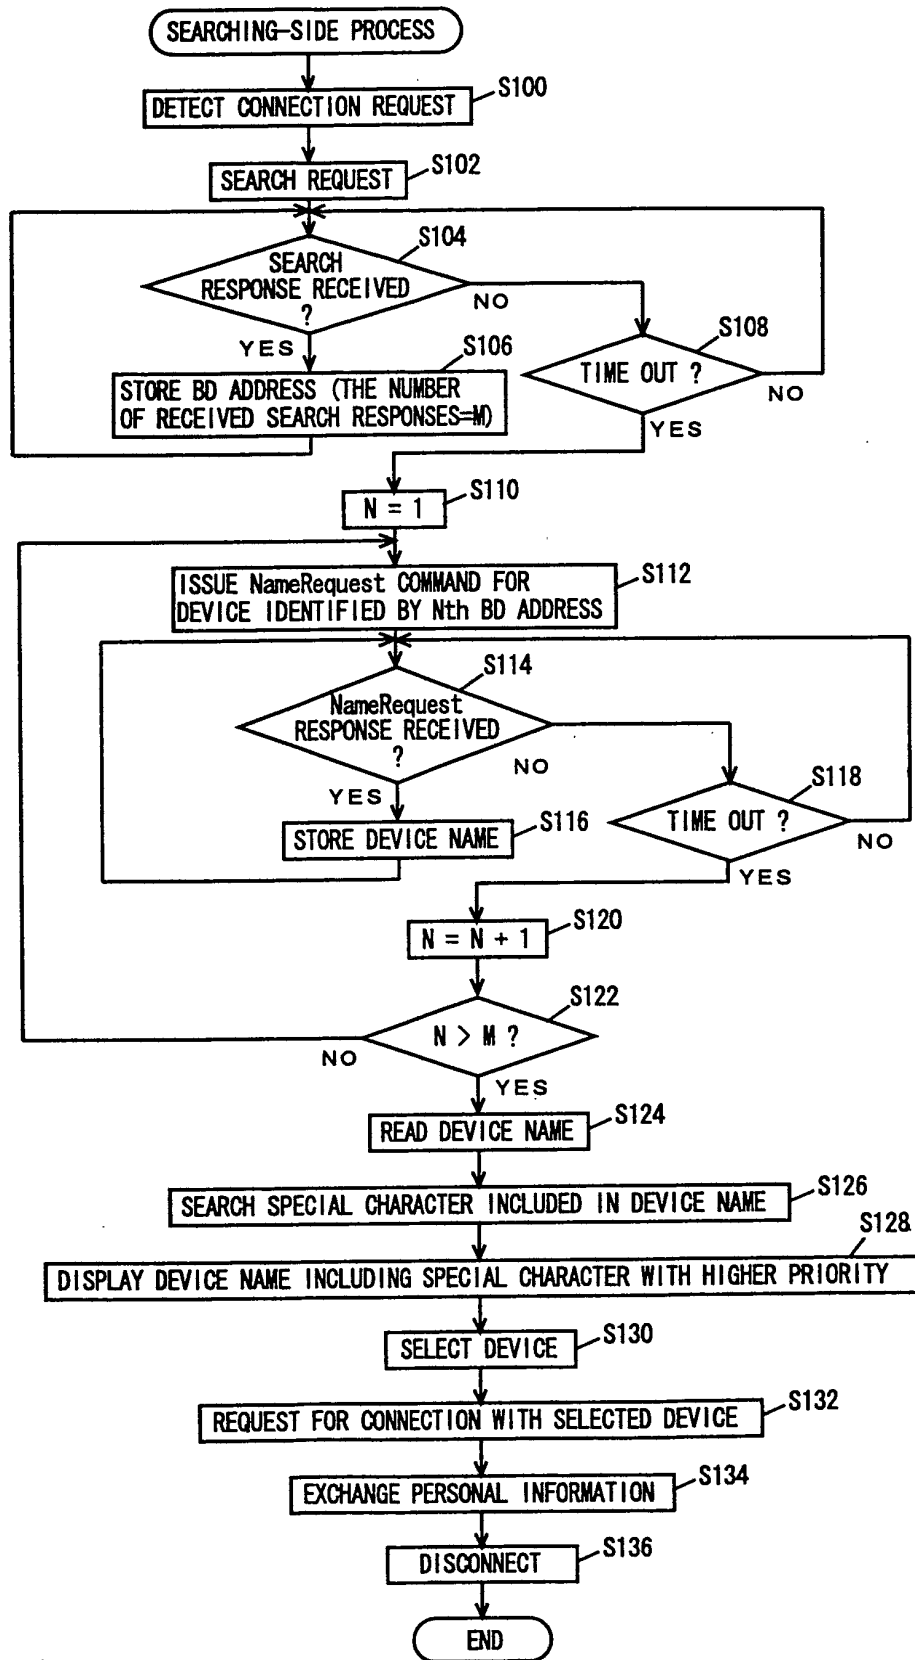 SEARCHING-SIDE PROCESS
S100
DETECT CONNECTION REQUEST
S102
SEARCH REQUEST
S104
SEARCH
RESPONSE RECEIVED
?
NO
YES
S106
S108
TIME OUT ?
NO
STORE BD ADDRESS (THE NUMBER
OF RECEIVED SEARCH RESPONSES=M)
YES
S110
N = 1
S112
ISSUE NameRequest COMMAND FOR
DEVICE IDENTIFIED BY Nth BD ADDRESS
S114
NameRequest
RESPONSE RECEIVED
?
NO
YES
S118
S116
TIME OUT ?
NO
STORE DEVICE NAME
YES
S120
N = N + 1
S122
N > M ?
NO
YES
S124
READ DEVICE NAME
S126
SEARCH SPECIAL CHARACTER INCLUDED IN DEVICE NAME
S128
DISPLAY DEVICE NAME INCLUDING SPECIAL CHARACTER WITH HIGHER PRIORITY
S130
SELECT DEVICE
S132
REQUEST FOR CONNECTION WITH SELECTED DEVICE
S134
EXCHANGE PERSONAL INFORMATION
S136
DISCONNECT
END